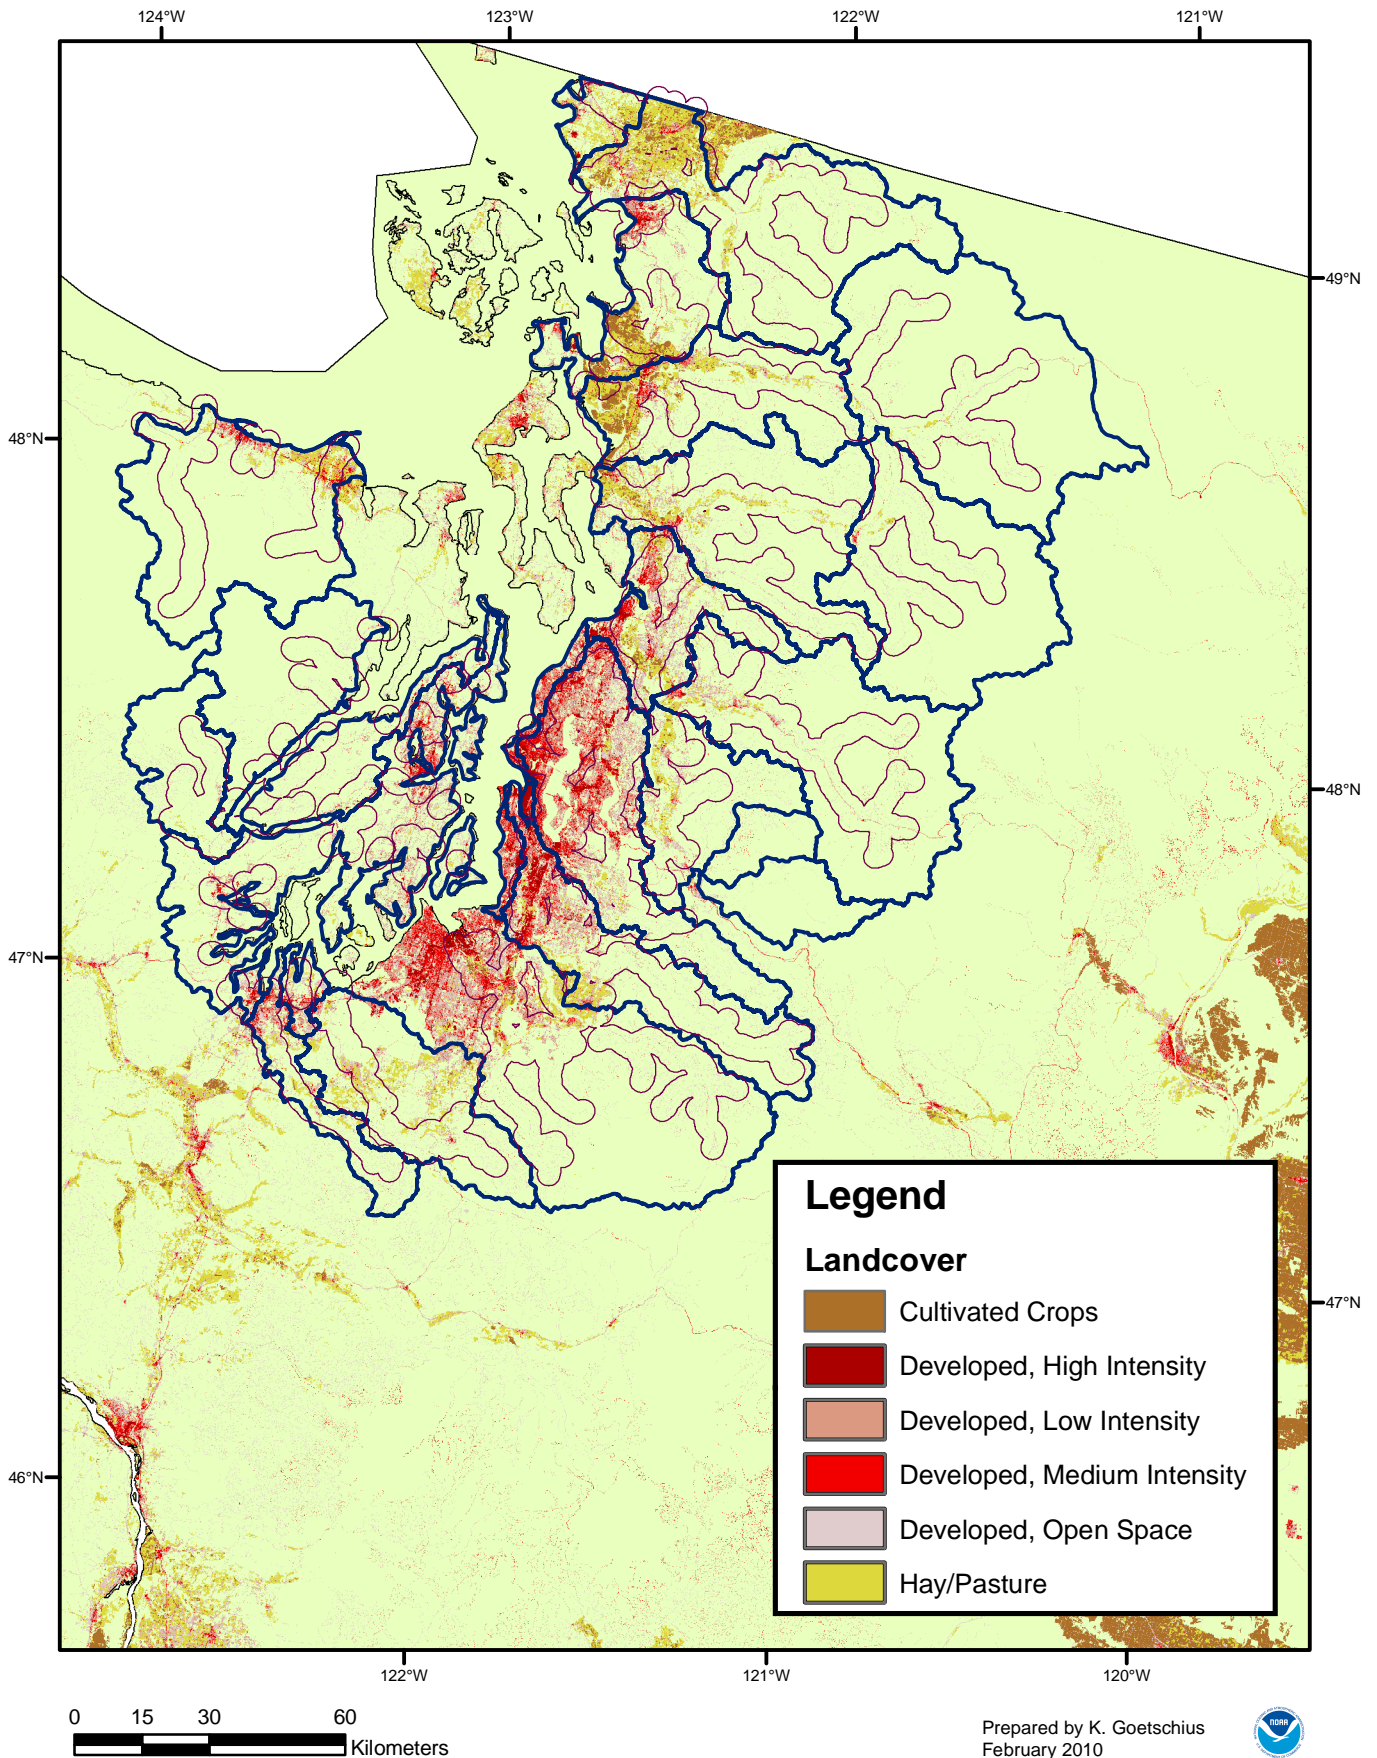 124°W 123°W 122°W 121°W
49°N
48°N
48°N
47°N
47°N
46°N
Legend
Landcover
Cultivated Crops
Developed, High Intensity
Developed, Low Intensity
Developed, Medium Intensity
Developed, Open Space
Hay/Pasture
122°W 121°W 120°W
0 15 30 60
Kilometers
Prepared by K. Goetschius
February 2010
NOAA